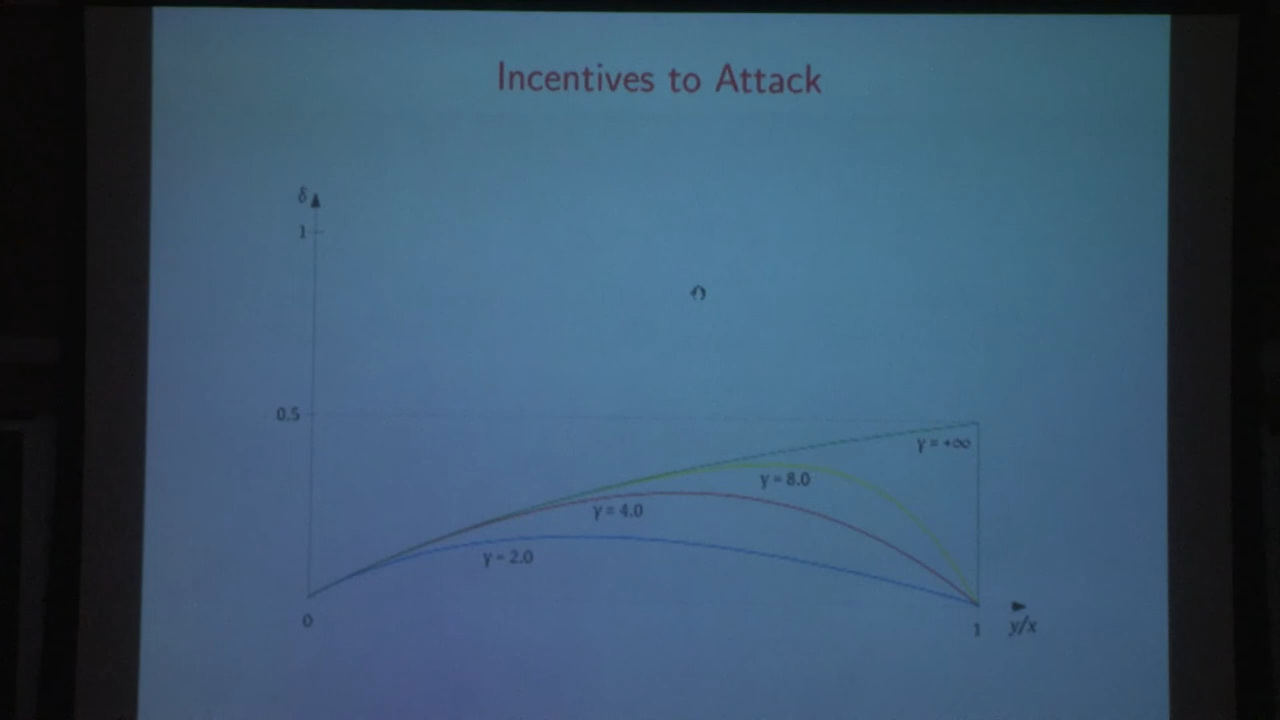 Incentives to Attack
δ
1
0.5
γ = +∞
γ = 8.0
γ = 4.0
γ = 2.0
0
1
y/x